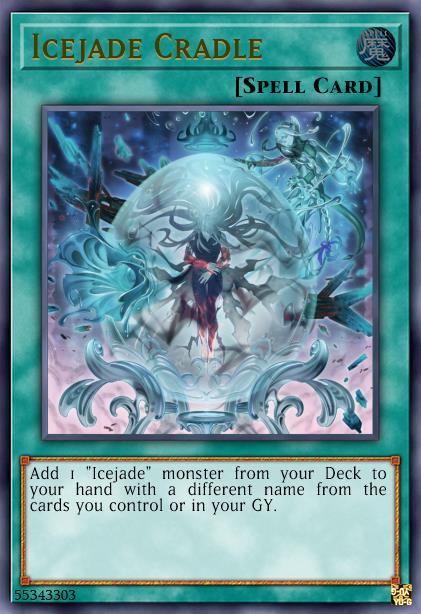 Icejade Cradle
魔
[Spell Card]
Add 1 "Icejade" monster from your Deck to
your hand with a different name from the
cards you control or in your GY.
55343303